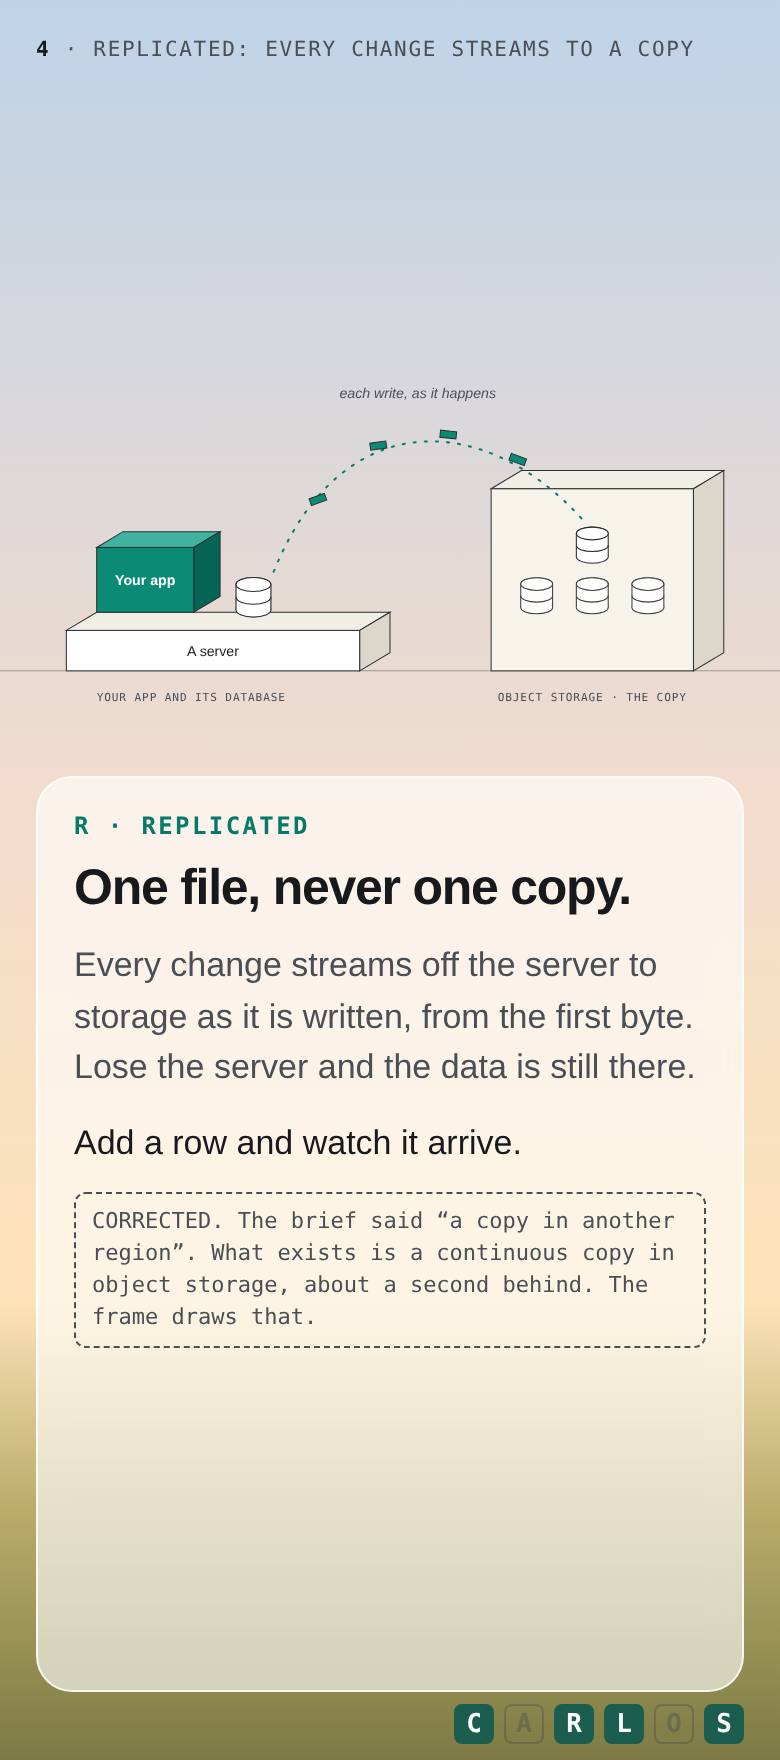 4 · REPLICATED: EVERY CHANGE STREAMS TO A COPY
each write, as it happens
Your app
A server
YOUR APP AND ITS DATABASE
OBJECT STORAGE · THE COPY
R · REPLICATED
One file, never one copy.
Every change streams off the server to
storage as it is written, from the first byte.
Lose the server and the data is still there.
Add a row and watch it arrive.
CORRECTED. The brief said “a copy in another
region”. What exists is a continuous copy in
object storage, about a second behind. The
frame draws that.
C A R L O S